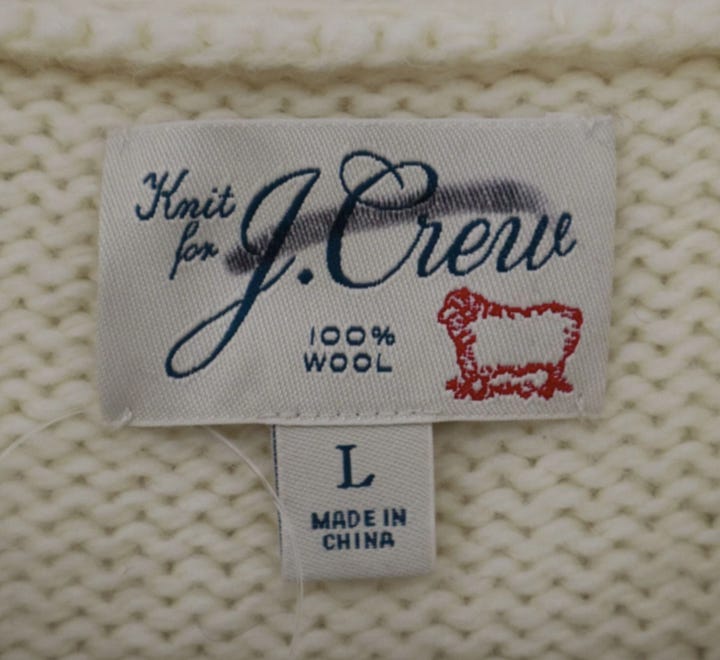 Knit
for J. Crew
100%
WOOL
L
MADE IN
CHINA